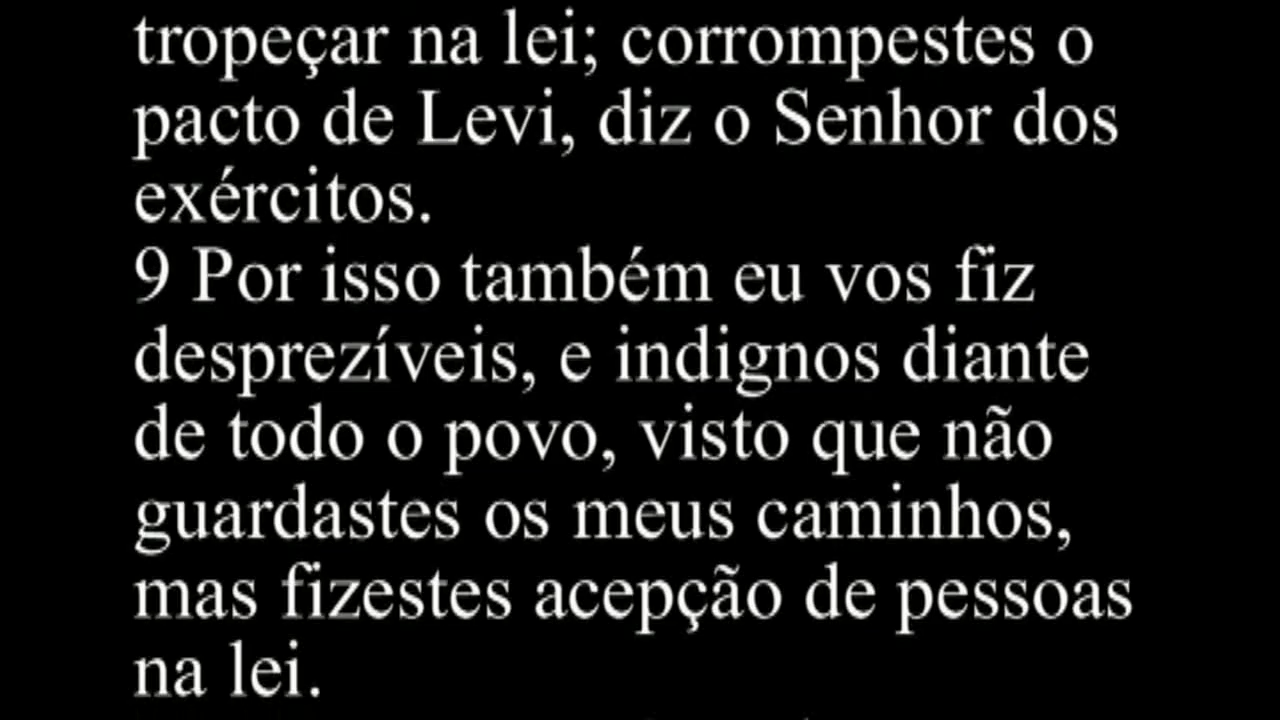 tropeçar na lei; corrompestes o
pacto de Levi, diz o Senhor dos
exércitos.
9 Por isso também eu vos fiz
desprezíveis, e indignos diante
de todo o povo, visto que não
guardastes os meus caminhos,
mas fizestes acepção de pessoas
na lei.